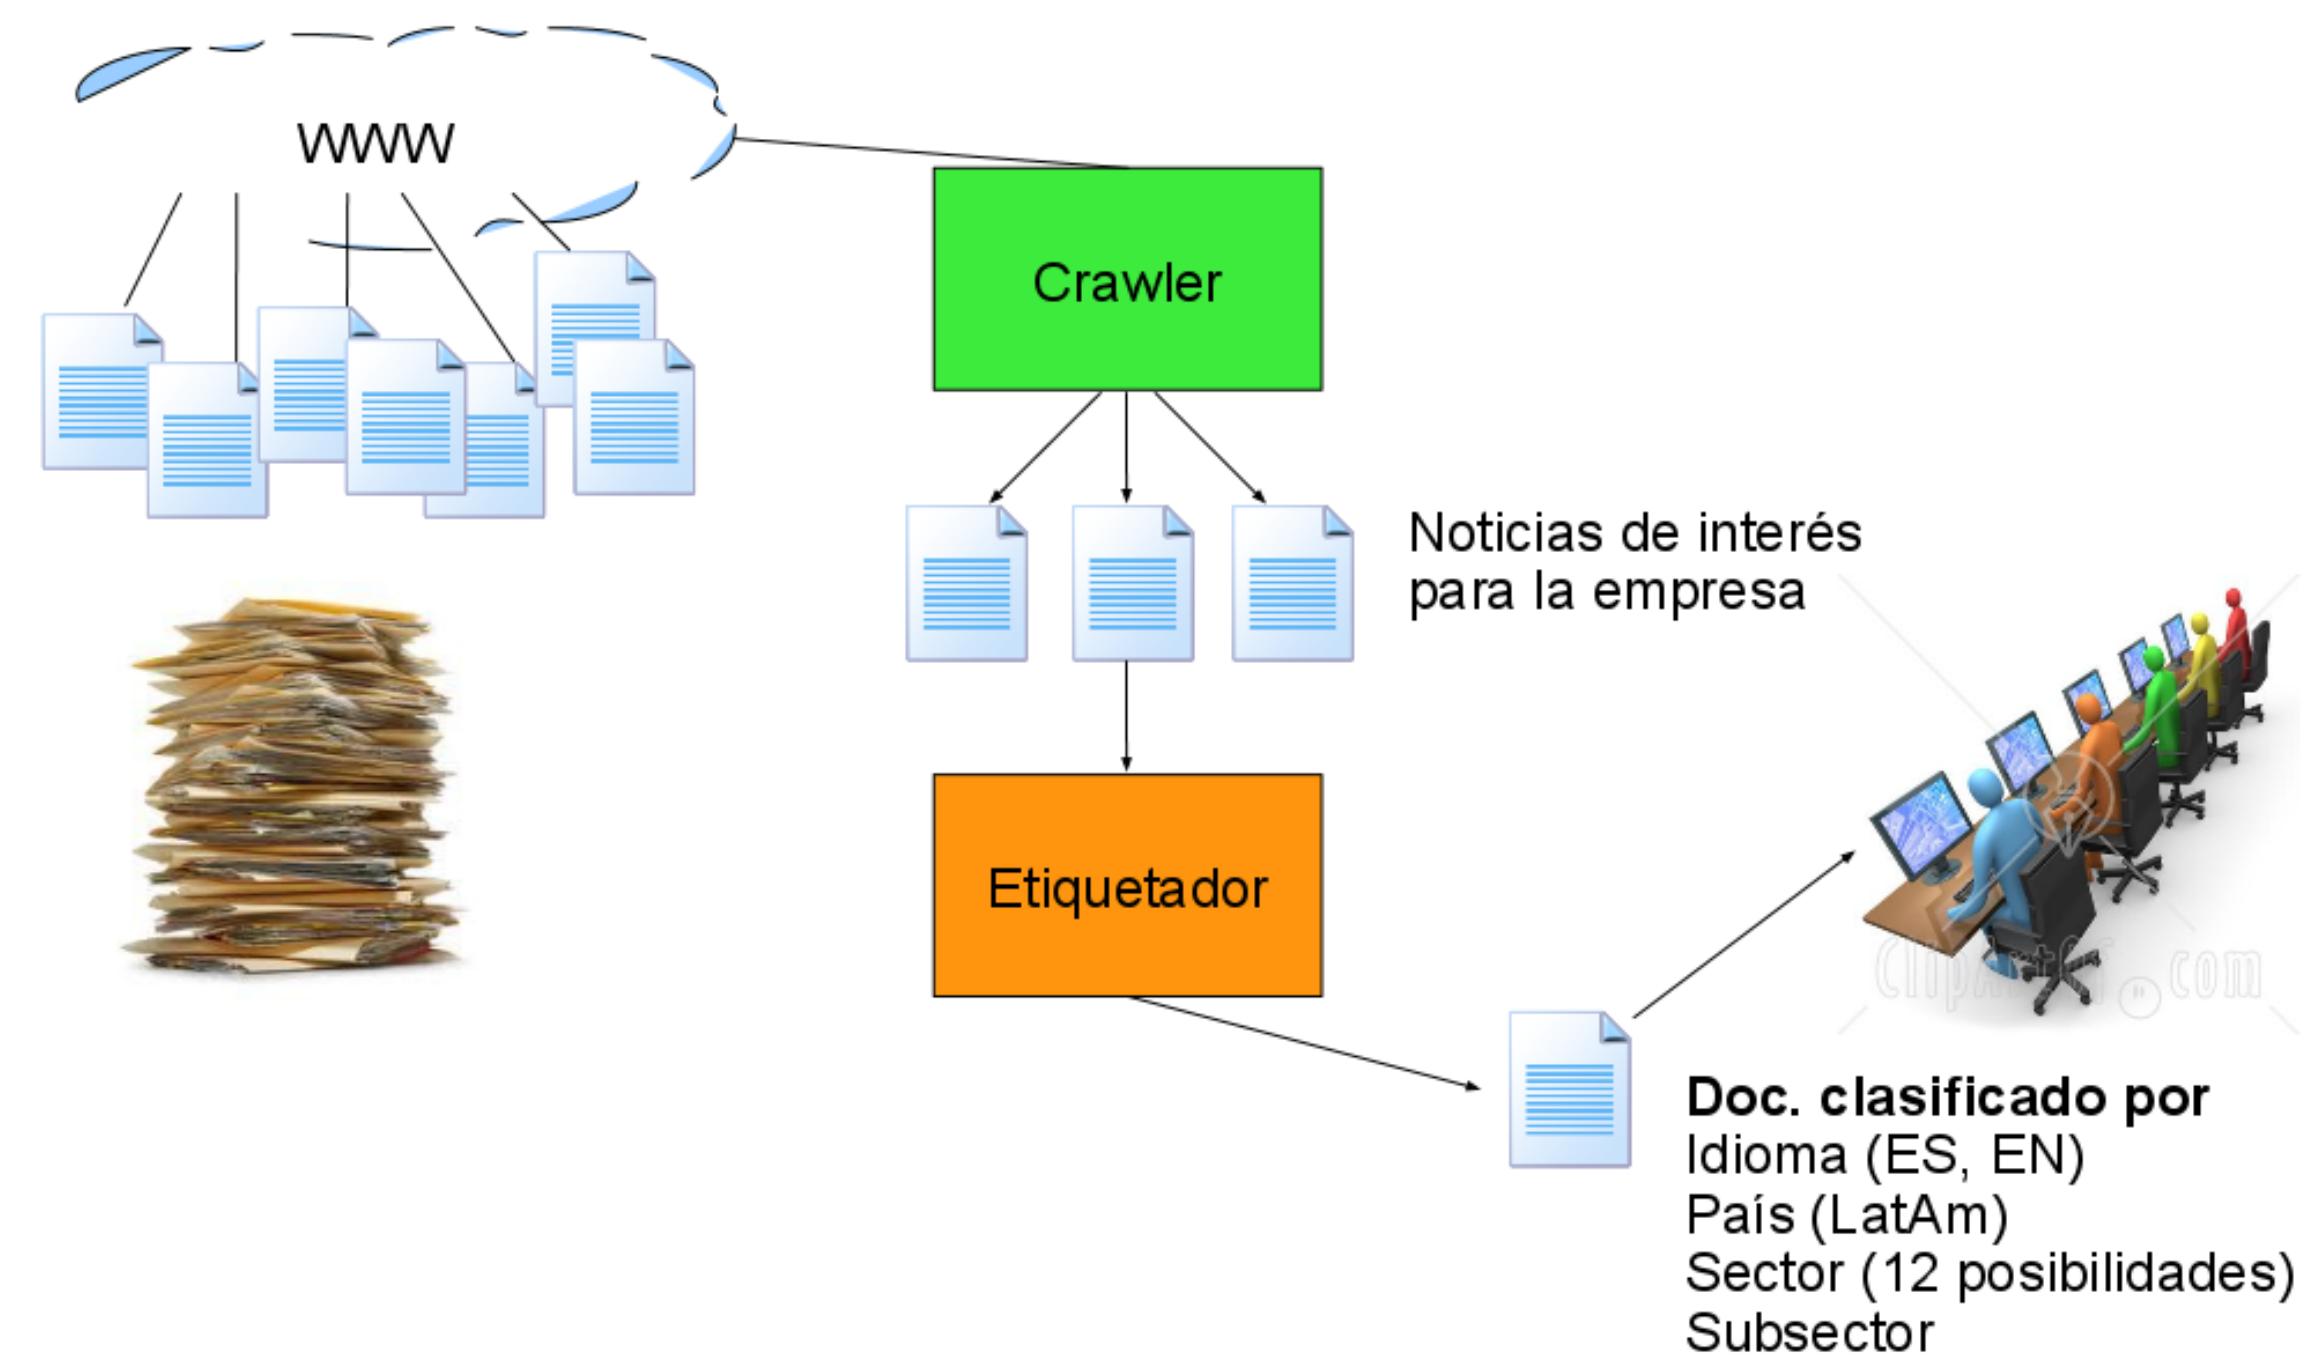 WWW
Crawler
Noticias de interés
para la empresa
Etiquetador
Doc. clasificado por
Idioma (ES, EN)
País (LatAm)
Sector (12 posibilidades)
Subsector